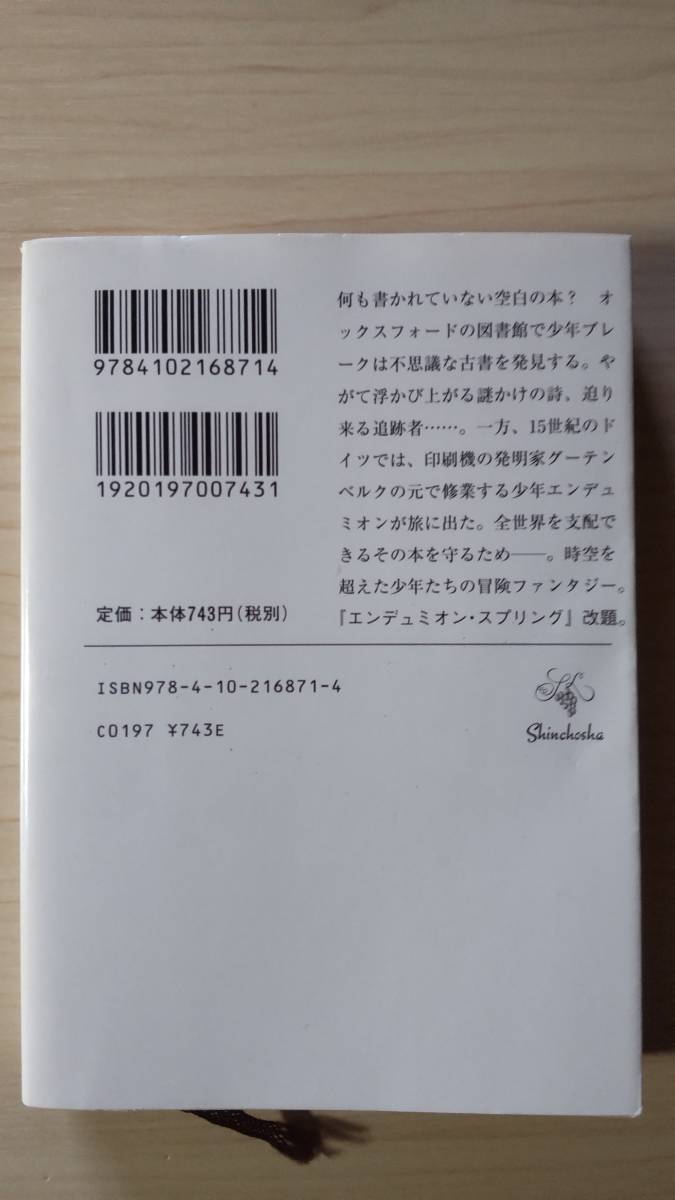 9784102168714
1920197007431
定価：本体743円（税別）
何も書かれていない空白の本？　オ
ックスフォードの図書館で少年ブレ
ークは不思議な古書を発見する。や
がて浮かび上がる謎かけの詩、迫り
来る追跡者……。一方、15世紀のド
イツでは、印刷機の発明家グーテン
ベルクの元で修業する少年エンデュ
ミオンが旅に出た。全世界を支配で
きるその本を守るため――。時空を
超えた少年たちの冒険ファンタジー。
『エンデュミオン・スプリング』改題。
ISBN978-4-10-216871-4
C0197 ¥743E
Shinchosha